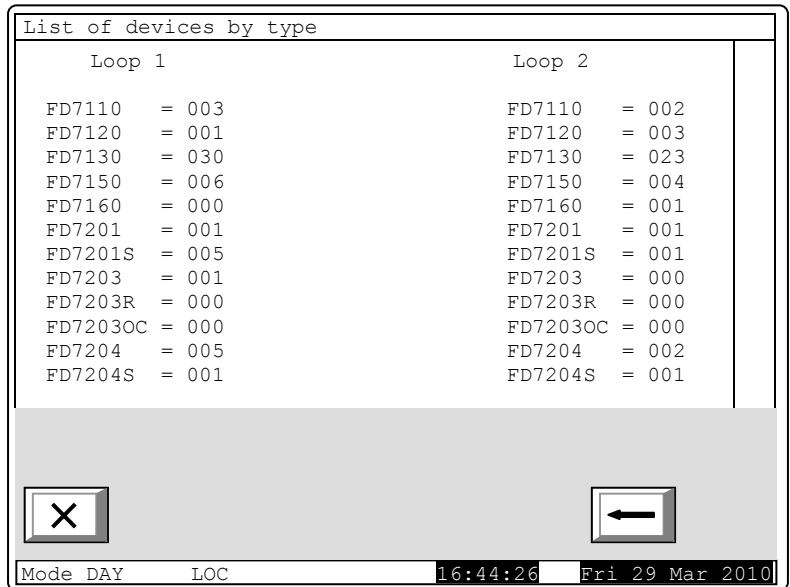 List of devices by type
Loop 1 Loop 2
FD7110 = 003 FD7110 = 002
FD7120 = 001 FD7120 = 003
FD7130 = 030 FD7130 = 023
FD7150 = 006 FD7150 = 004
FD7160 = 000 FD7160 = 001
FD7201 = 001 FD7201 = 001
FD7201S = 005 FD7201S = 001
FD7203 = 001 FD7203 = 000
FD7203R = 000 FD7203R = 000
FD7203OC = 000 FD7203OC = 000
FD7204 = 005 FD7204 = 002
FD7204S = 001 FD7204S = 001
Mode DAY LOC 16:44:26 Fri 29 Mar 2010